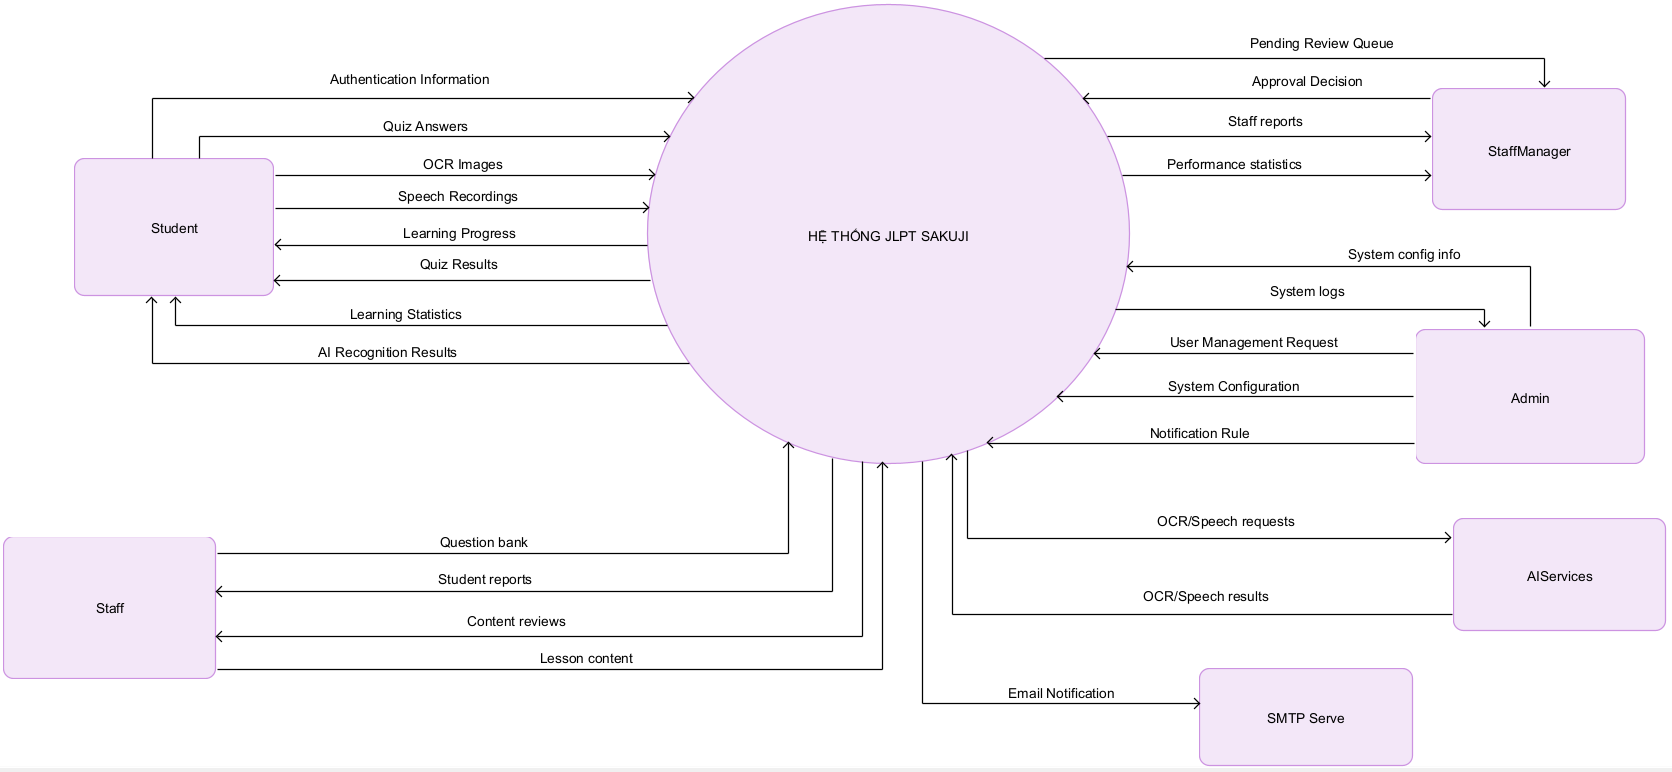 Pending Review Queue
Authentication Information
Approval Decision
Quiz Answers
Staff reports
StaffManager
OCR Images
Performance statistics
Speech Recordings
Student
Learning Progress
HỆ THỐNG JLPT SAKUJI
Quiz Results
System config info
System logs
Learning Statistics
User Management Request
AI Recognition Results
System Configuration
Admin
Notification Rule
OCR/Speech requests
Question bank
AIServices
Student reports
OCR/Speech results
Staff
Content reviews
Lesson content
Email Notification
SMTP Serve